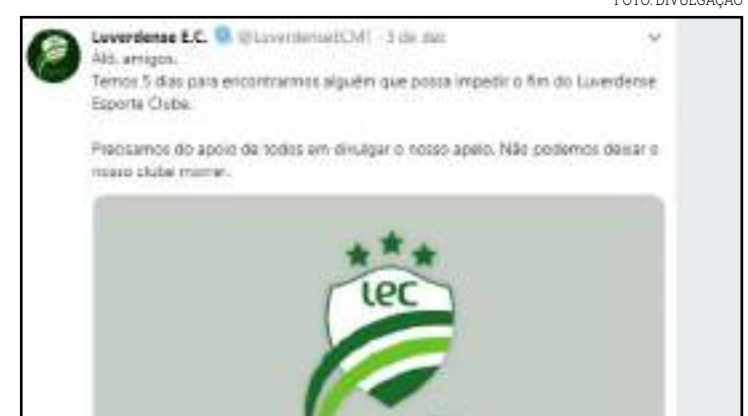 FOTO: DIVULGAÇÃO
Luverdense E.C. @LuverdenseECMT · 3 de dez
Alô, amigos.
Temos 5 dias para encontrarmos alguém que possa impedir o fim do Luverdense
Esporte Clube.
Precisamos do apoio de todos em divulgar o nosso apelo. Não podemos deixar o
nosso clube morrer.
LEC